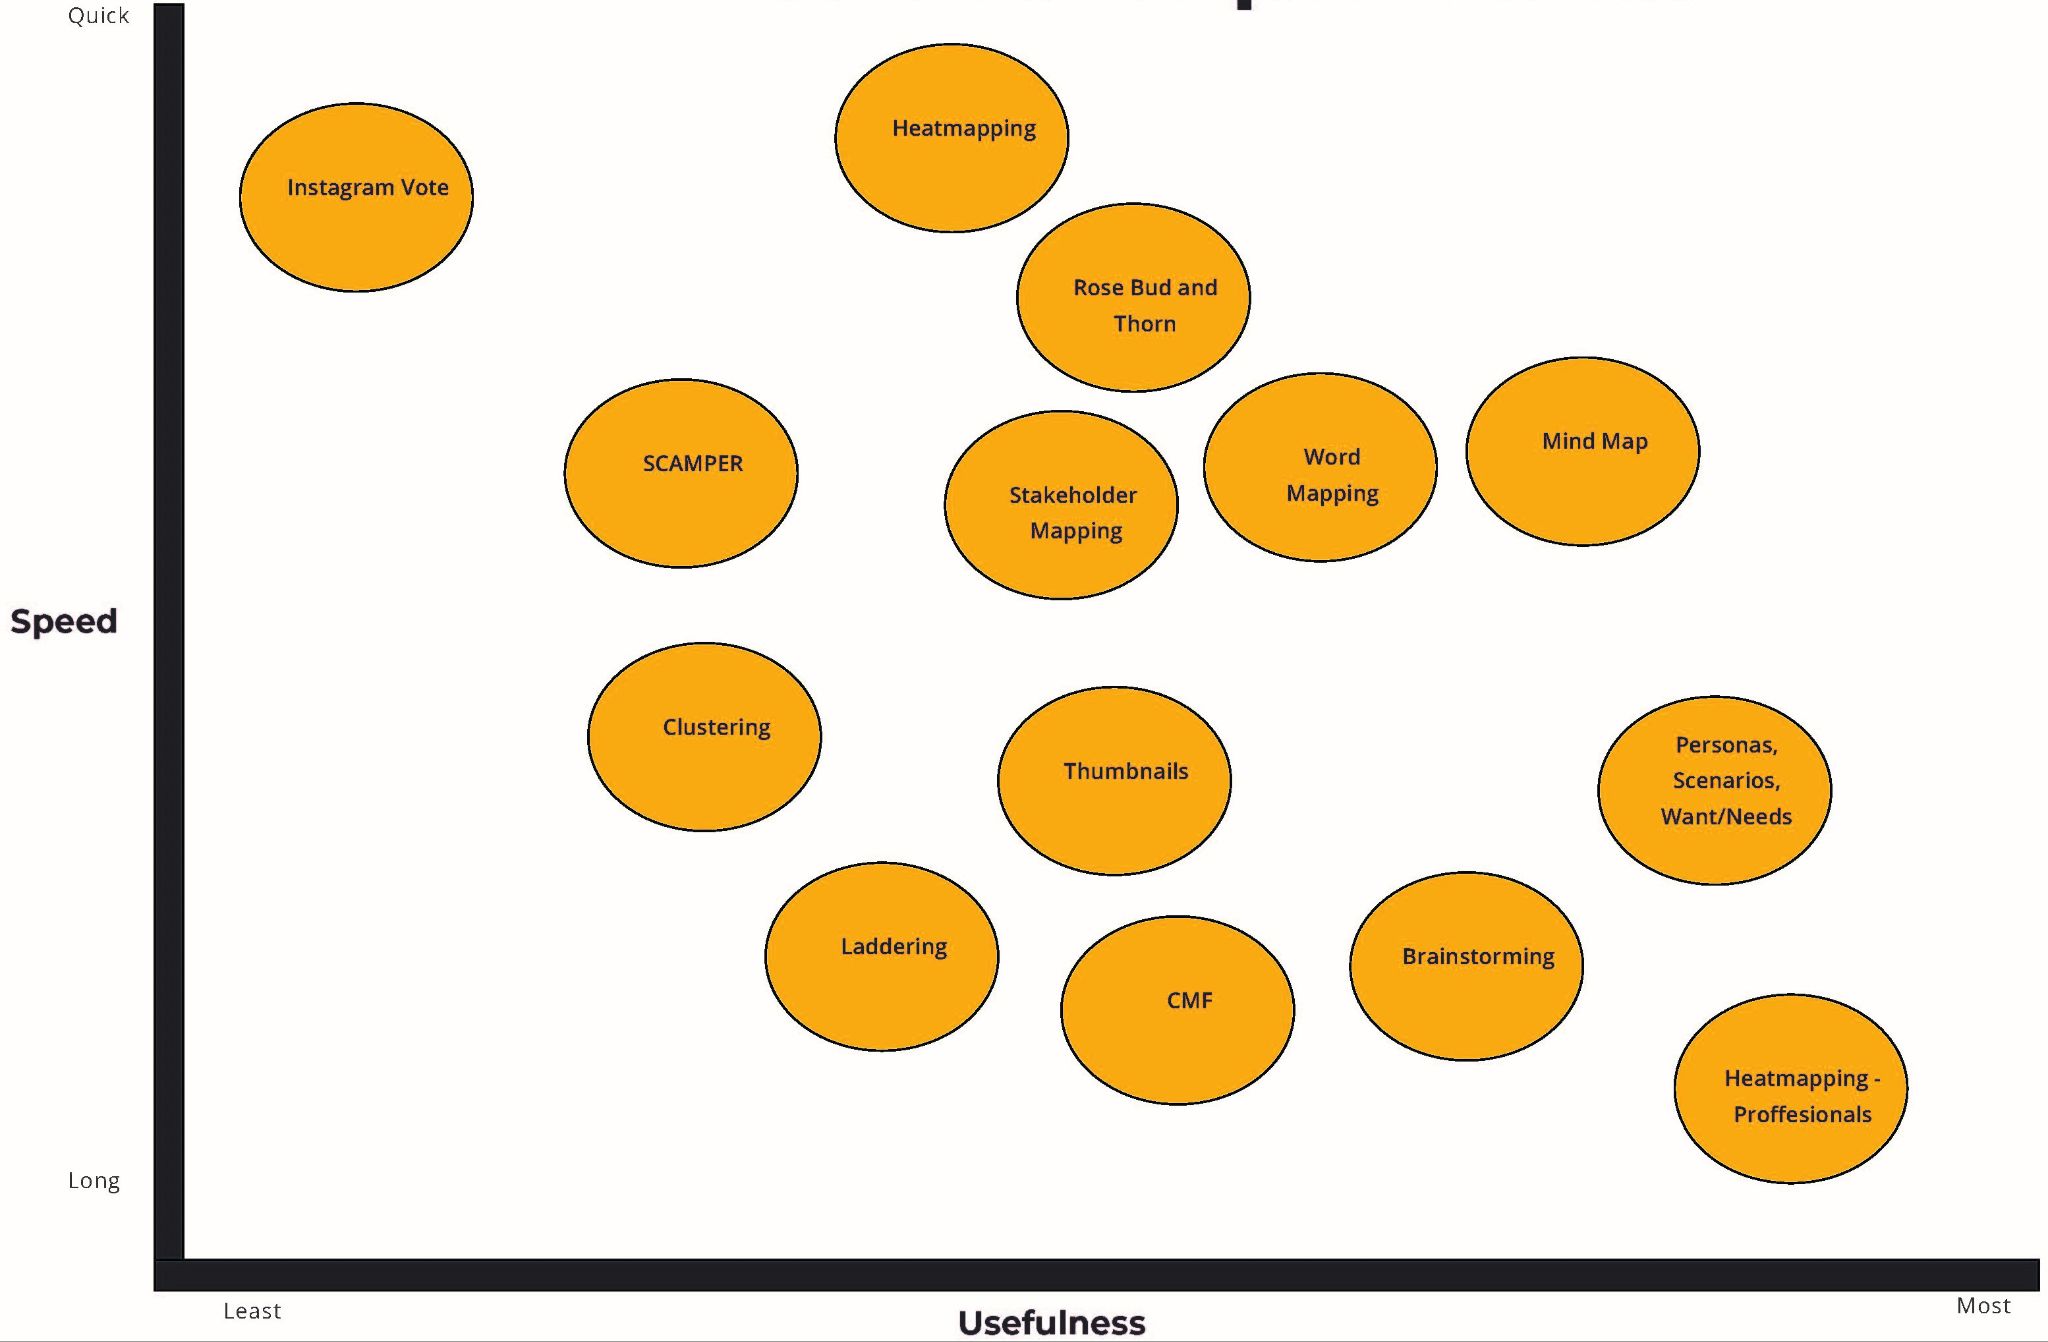 Quick
Heatmapping
Instagram Vote
Rose Bud and
Thorn
Mind Map
Word
Mapping
SCAMPER
Stakeholder
Mapping
Speed
Clustering
Thumbnails
Personas,
Scenarios,
Want/Needs
Laddering
Brainstorming
CMF
Heatmapping -
Proffesionals
Long
Least
Usefulness
Most